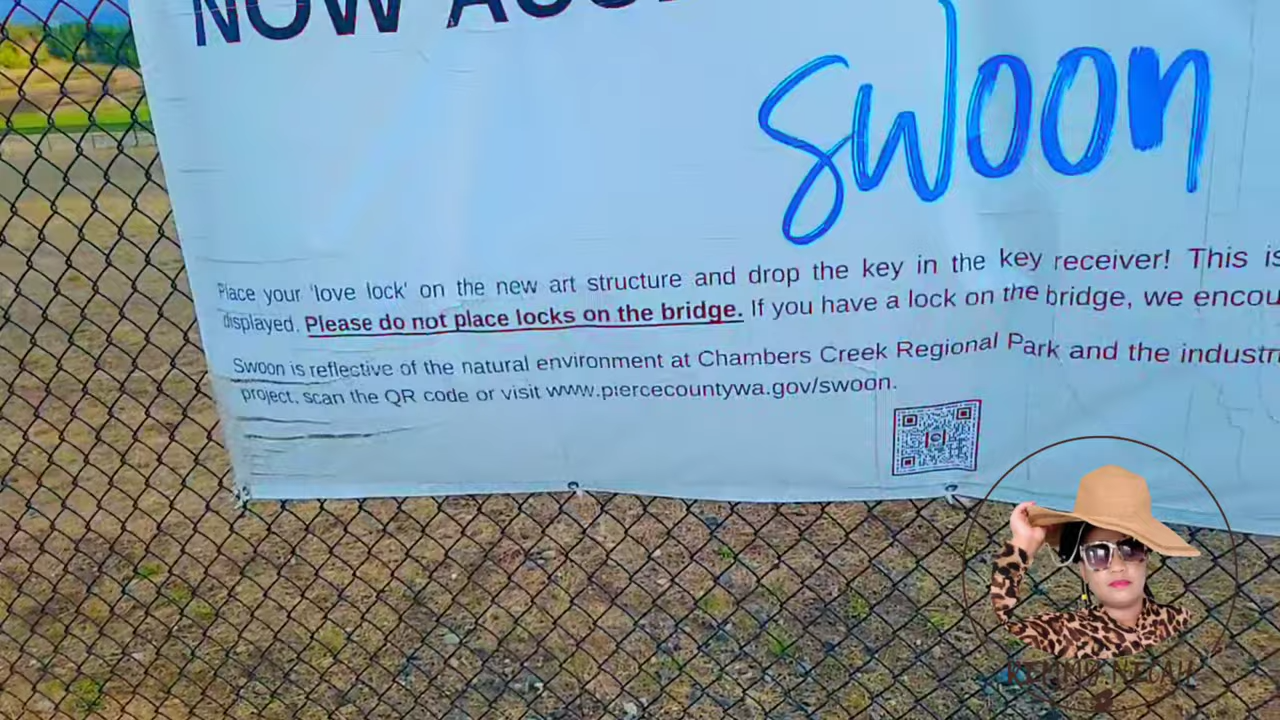 NOW
swoon
Place your 'love lock' on the new art structure and drop the key in the key receiver! This is
displayed. Please do not place locks on the bridge. If you have a lock on the bridge, we encou
Swoon is reflective of the natural environment at Chambers Creek Regional Park and the industri
project, scan the QR code or visit www.piercecountywa.gov/swoon.